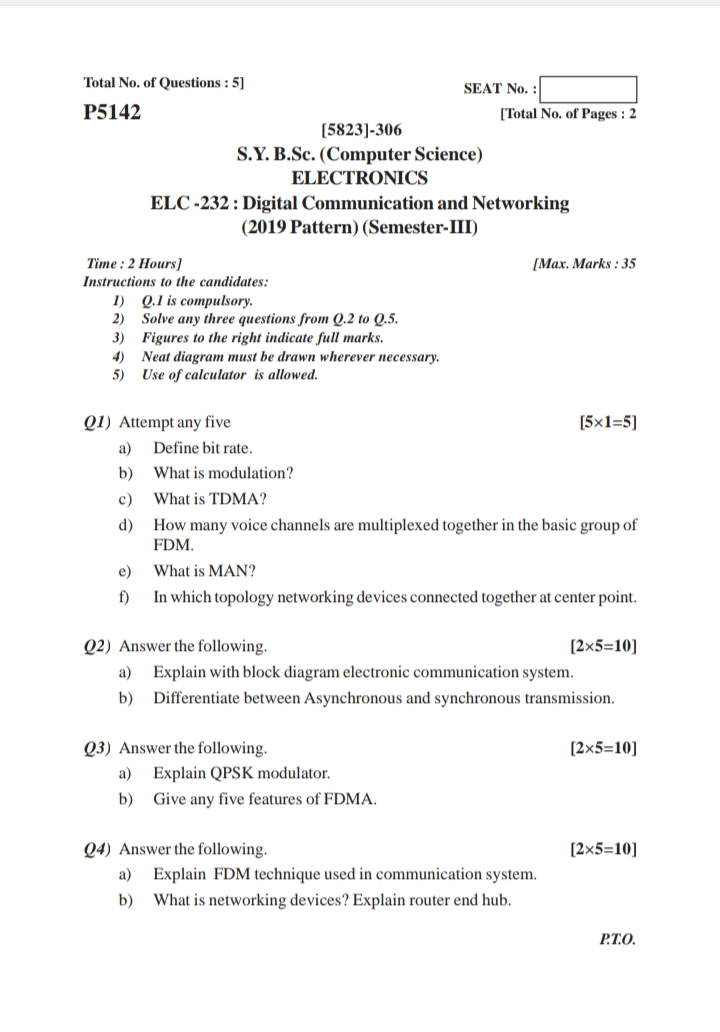 Total No. of Questions : 5]
SEAT No. :
P5142
[Total No. of Pages : 2
[5823]-306
S.Y. B.Sc. (Computer Science)
ELECTRONICS
ELC -232 : Digital Communication and Networking
(2019 Pattern) (Semester-III)
Time : 2 Hours]
[Max. Marks : 35
Instructions to the candidates:
1) Q.1 is compulsory.
2) Solve any three questions from Q.2 to Q.5.
3) Figures to the right indicate full marks.
4) Neat diagram must be drawn wherever necessary.
5) Use of calculator is allowed.
Q1) Attempt any five [5×1=5]
a) Define bit rate.
b) What is modulation?
c) What is TDMA?
d) How many voice channels are multiplexed together in the basic group of
FDM.
e) What is MAN?
f) In which topology networking devices connected together at center point.
Q2) Answer the following. [2×5=10]
a) Explain with block diagram electronic communication system.
b) Differentiate between Asynchronous and synchronous transmission.
Q3) Answer the following. [2×5=10]
a) Explain QPSK modulator.
b) Give any five features of FDMA.
Q4) Answer the following. [2×5=10]
a) Explain FDM technique used in communication system.
b) What is networking devices? Explain router end hub.
P.T.O.